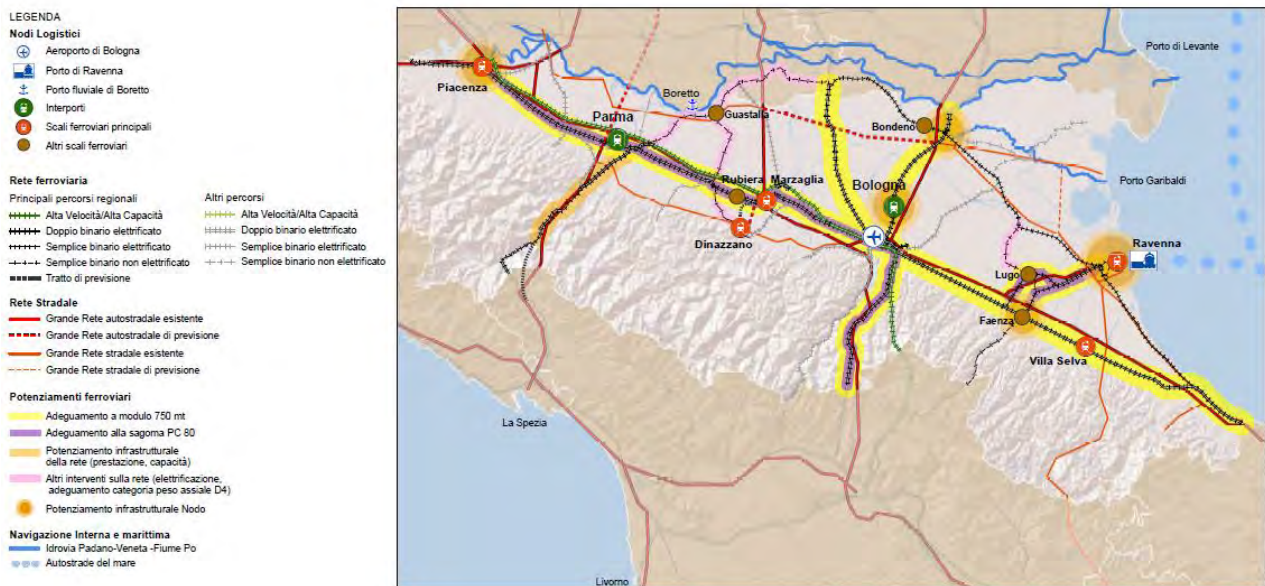 LEGENDA
Nodi Logistici
Aeroporto di Bologna
Porto di Ravenna
Porto fluviale di Boretto
Interporti
Scali ferroviari principali
Altri scali ferroviari
Rete ferroviaria
Principali percorsi regionali
Alta Velocità/Alta Capacità
Doppio binario elettrificato
Semplice binario elettrificato
Semplice binario non elettrificato
Tratto di previsione
Altri percorsi
Alta Velocità/Alta Capacità
Doppio binario elettrificato
Semplice binario elettrificato
Semplice binario non elettrificato
Rete Stradale
Grande Rete autostradale esistente
Grande Rete autostradale di previsione
Grande Rete stradale esistente
Grande Rete stradale di previsione
Potenziamenti ferroviari
Adeguamento a modulo 750 mt
Adeguamento alla sagoma PC 80
Potenziamento infrastrutturale
della rete (prestazione, capacità)
Altri interventi sulla rete (elettrificazione,
adeguamento categoria peso assiale D4)
Potenziamento infrastrutturale Nodo
Navigazione Interna e marittima
Idrovia Padano-Veneta -Fiume Po
Autostrade del mare
Porto di Levante
Piacenza
Boretto
Parma
Guastalla
Bondeno
Porto Garibaldi
Rubiera
Marzaglia
Bologna
Dinazzano
Ravenna
Lugo
Faenza
Villa Selva
La Spezia
Livorno